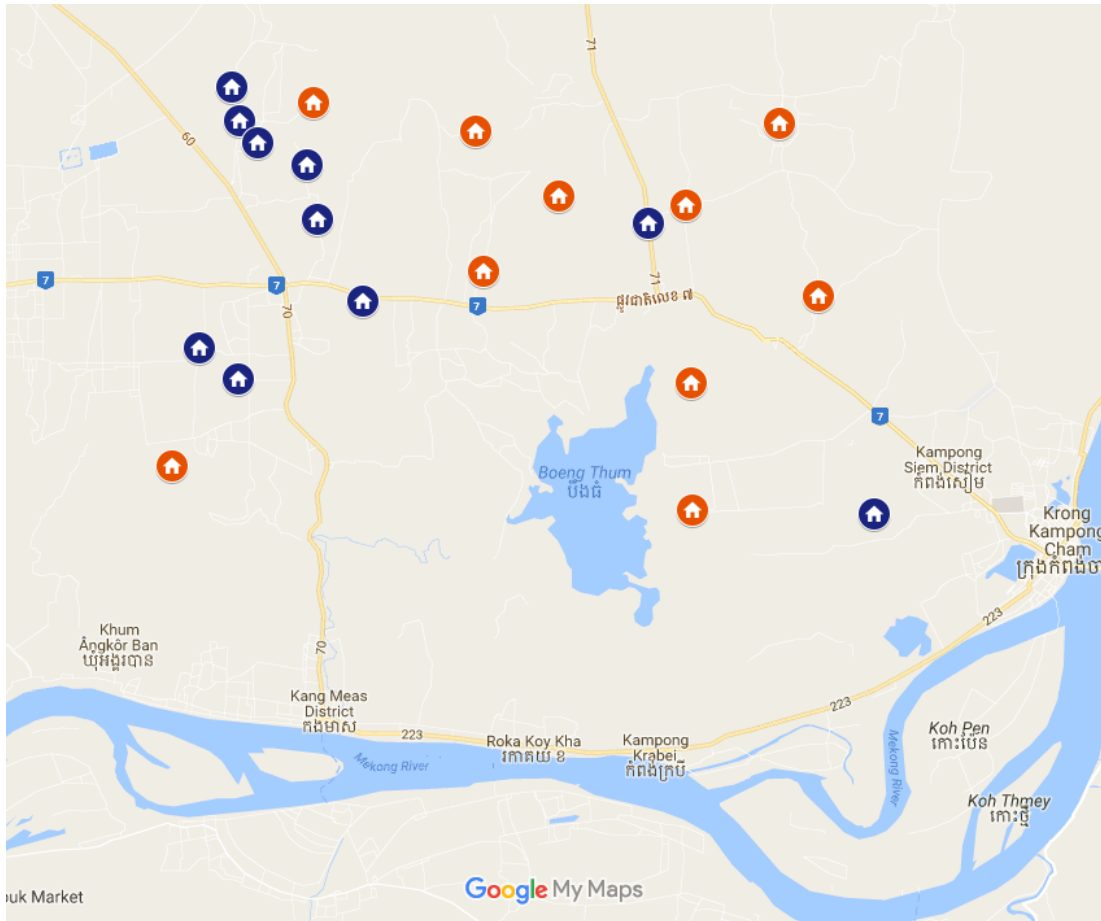 71
60
7
7
71
7
ផ្លូវជាតិលេខ ៧
70
7
Kampong
Siem District
កំពង់សៀម
Boeng Thum
បឹងធំ
Krong
Kampong
Cham
223
Khum
Ângkôr Ban
ឃុំអង្គរបាន
70
Kang Meas
District
កងមាស
223
223
Roka Koy Kha
រកាគយ ខ
Kampong
Krabei
កំពង់ក្របី
Mekong River
Mekong River
Koh Pen
កោះប៉ែន
Koh Thmey
កោះថ្មី
Market
Google My Maps